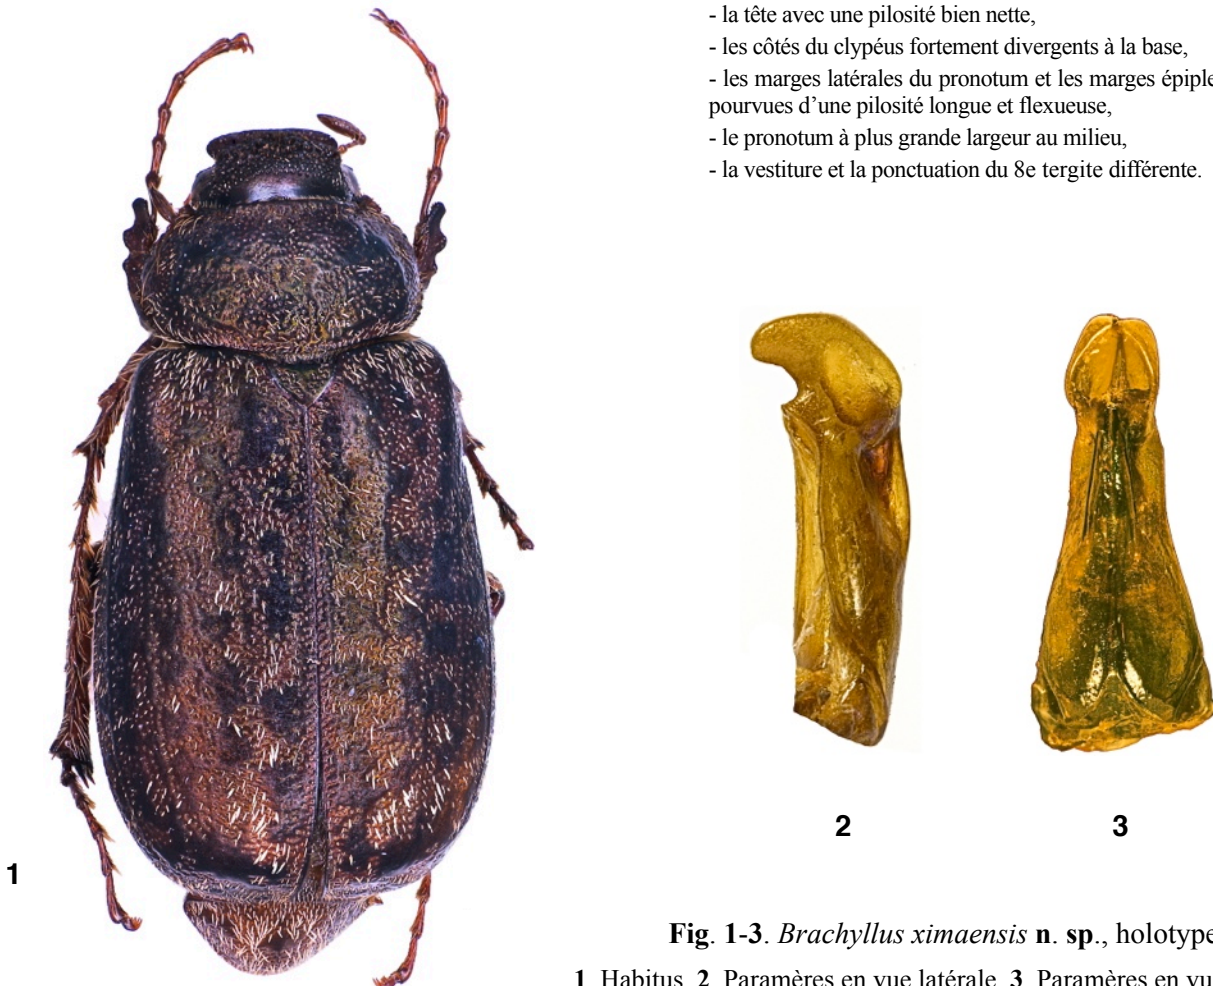 - la tête avec une pilosité bien nette,
- les côtés du clypéus fortement divergents à la base,
- les marges latérales du pronotum et les marges épiple
pourvues d’une pilosité longue et flexueuse,
- le pronotum à plus grande largeur au milieu,
- la vestiture et la ponctuation du 8e tergite différente.
2
3
1
Fig. 1-3. Brachyllus ximaensis n. sp., holotype
1 Habitus 2 Paramères en vue latérale 3 Paramères en vu